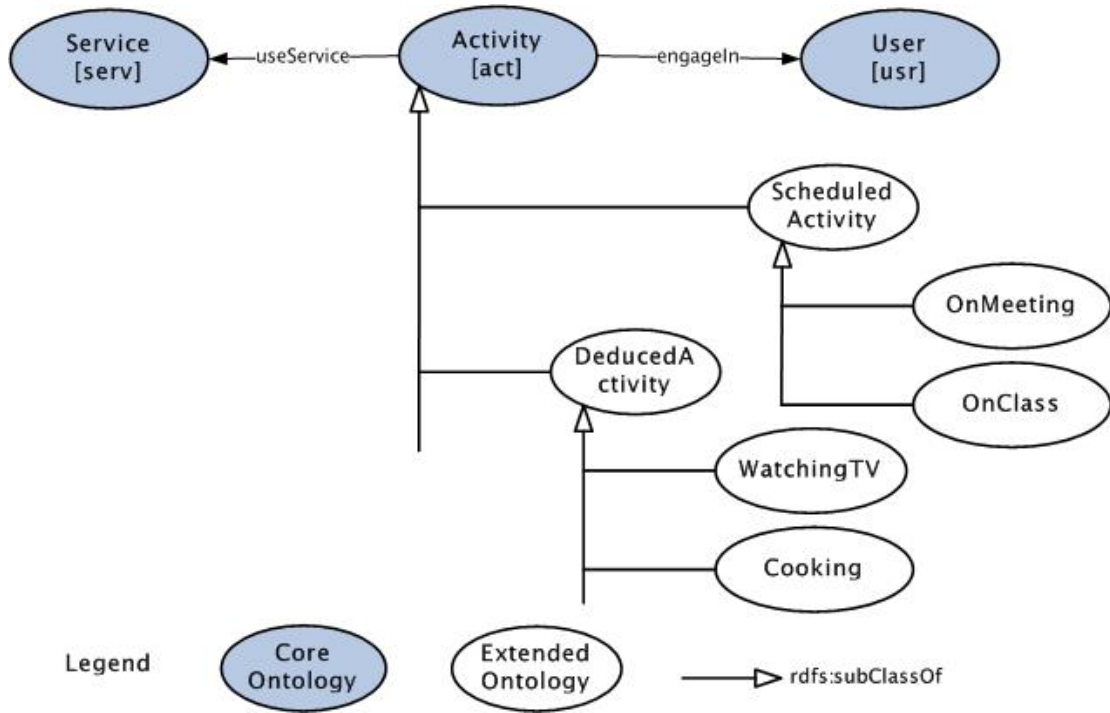 Service
[serv]
useService
Activity
[act]
engageIn
User
[usr]
Scheduled
Activity
OnMeeting
DeducedA
ctivity
OnClass
WatchingTV
Cooking
Legend
Core
Ontology
Extended
Ontology
rdfs:subClassOf